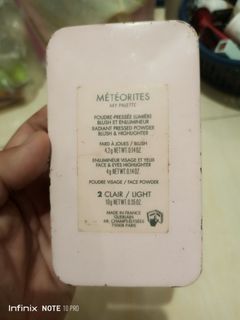 MÉTÉORITES
MY PALETTE
POUDRE-PRESSÉE LUMIÈRE
BLUSH ET ENLUMINEUR
RADIANT PRESSED POWDER
BLUSH & HIGHLIGHTER
FARD À JOUES / BLUSH
4,2g NET WT. 0.14 OZ.
ENLUMINEUR VISAGE ET YEUX
FACE & EYES HIGHLIGHTER
4g NET WT. 0.14 OZ.
POUDRE VISAGE / FACE POWDER
2 CLAIR / LIGHT
10g NET WT. 0.35 OZ.
MADE IN FRANCE
GUERLAIN
68, CHAMPS-ELYSÉES
75008 PARIS
Infinix NOTE 10 PRO